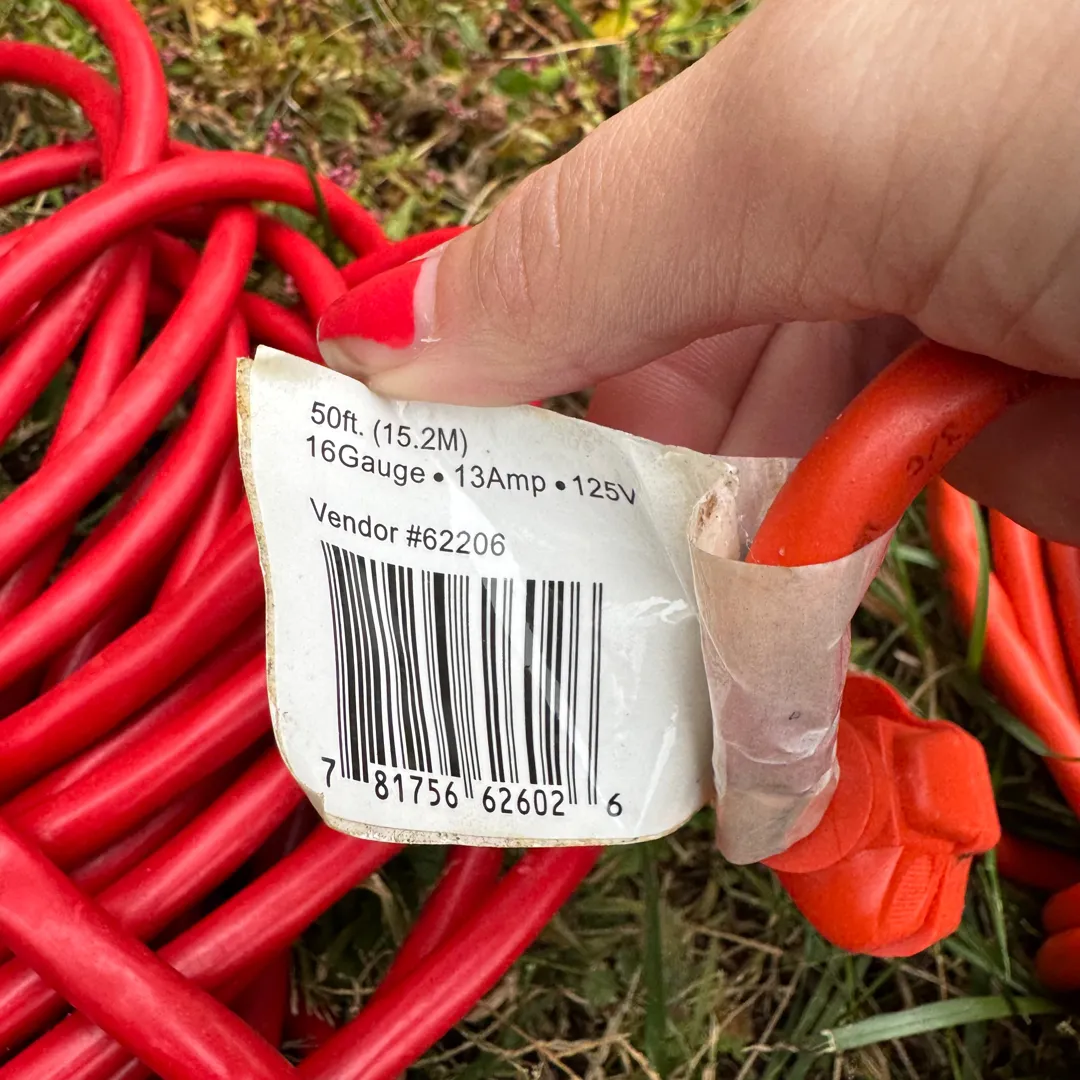 50ft. (15.2M)
16Gauge • 13Amp • 125V
Vendor #62206
7 81756 62602 6